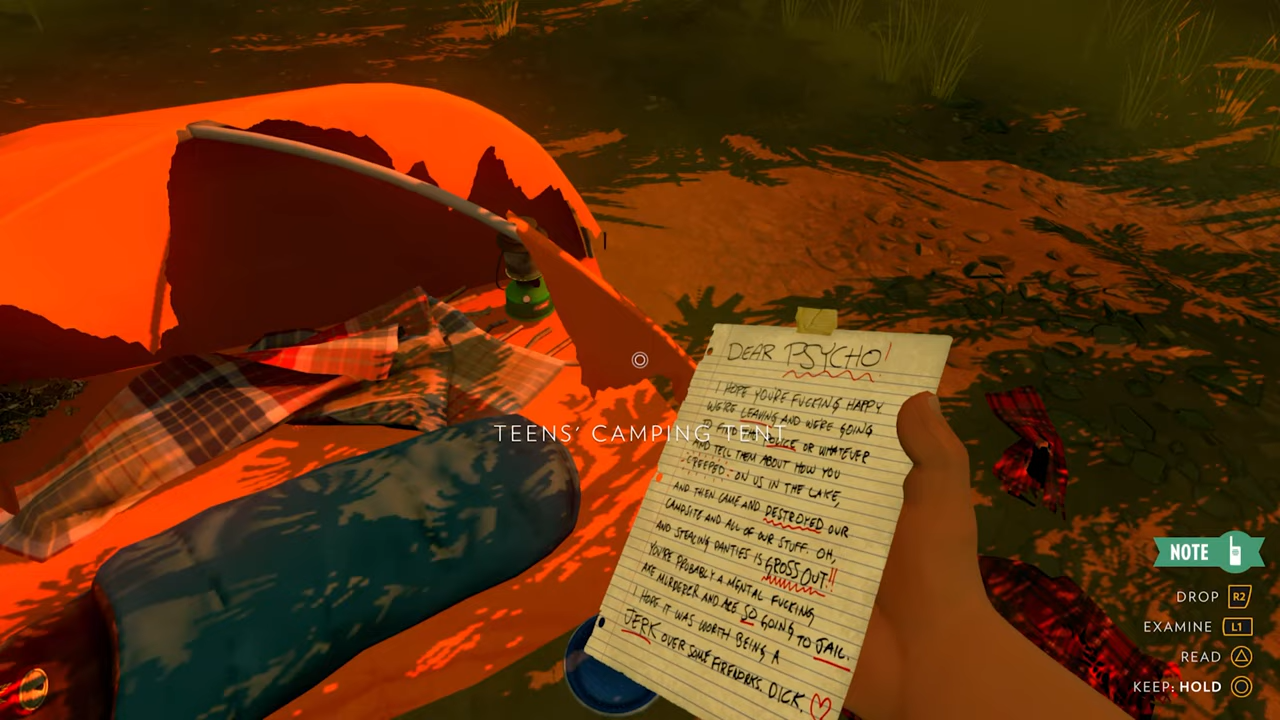 DEAR PSYCHO!
I HOPE YOU'RE FUCKING HAPPY
WE'RE LEAVING AND WE'RE GOING
POLICE OR WHATEVER
AND TELL THEM ABOUT HOW YOU
CREEPED ON US IN THE LAKE,
AND THEN CAME AND DESTROYED OUR
CAMPSITE AND ALL OF OUR STUFF. OH,
AND STEALING PANTIES IS GROSS OUT!!
YOU'RE PROBABLY A MENTAL FUCKING
AXE MURDERER AND ARE SO GOING TO JAIL.
I HOPE IT WAS WORTH BEING A
JERK OVER SOME FIREWORKS. DICK.
TEENS' CAMPING TENT
NOTE
DROP R2
EXAMINE L1
READ
KEEP: HOLD